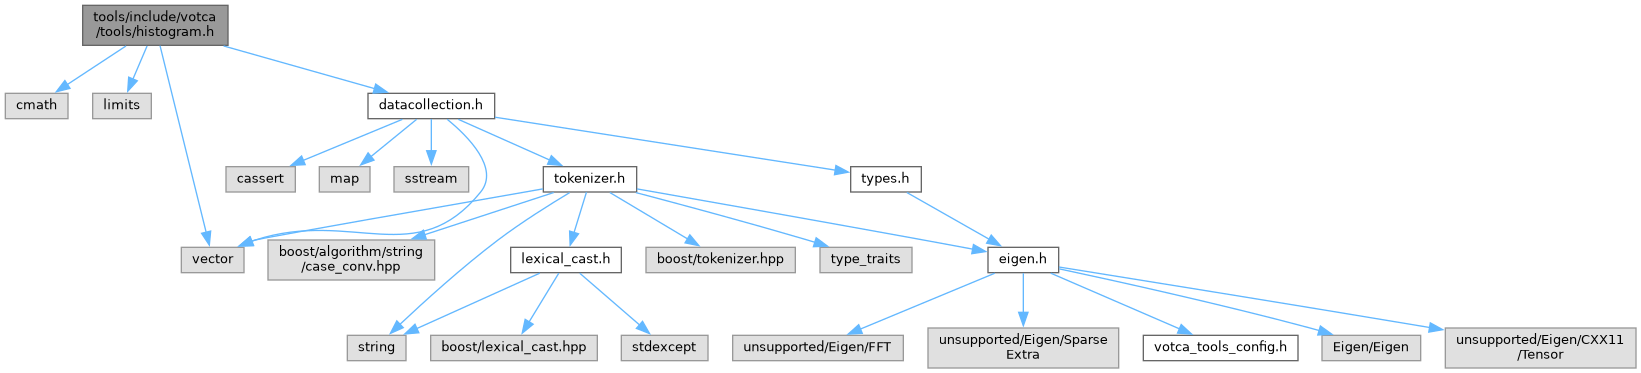 tools/include/votca
/tools/histogram.h
cmath
limits
datacollection.h
cassert
map
sstream
tokenizer.h
types.h
vector
boost/algorithm/string
/case_conv.hpp
lexical_cast.h
boost/tokenizer.hpp
type_traits
eigen.h
string
boost/lexical_cast.hpp
stdexcept
unsupported/Eigen/FFT
unsupported/Eigen/Sparse
Extra
votca_tools_config.h
Eigen/Eigen
unsupported/Eigen/CXX11
/Tensor